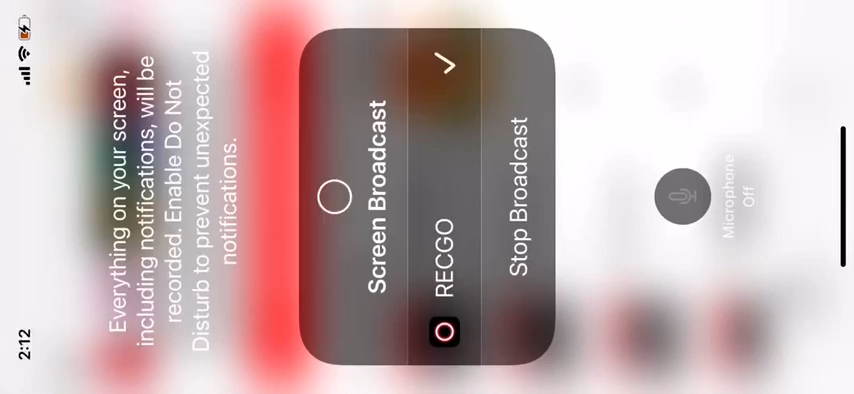 2:12
Everything on your screen,
including notifications, will be
recorded. Enable Do Not
Disturb to prevent unexpected
notifications.
Screen Broadcast
RECGO
Stop Broadcast
Microphone
Off